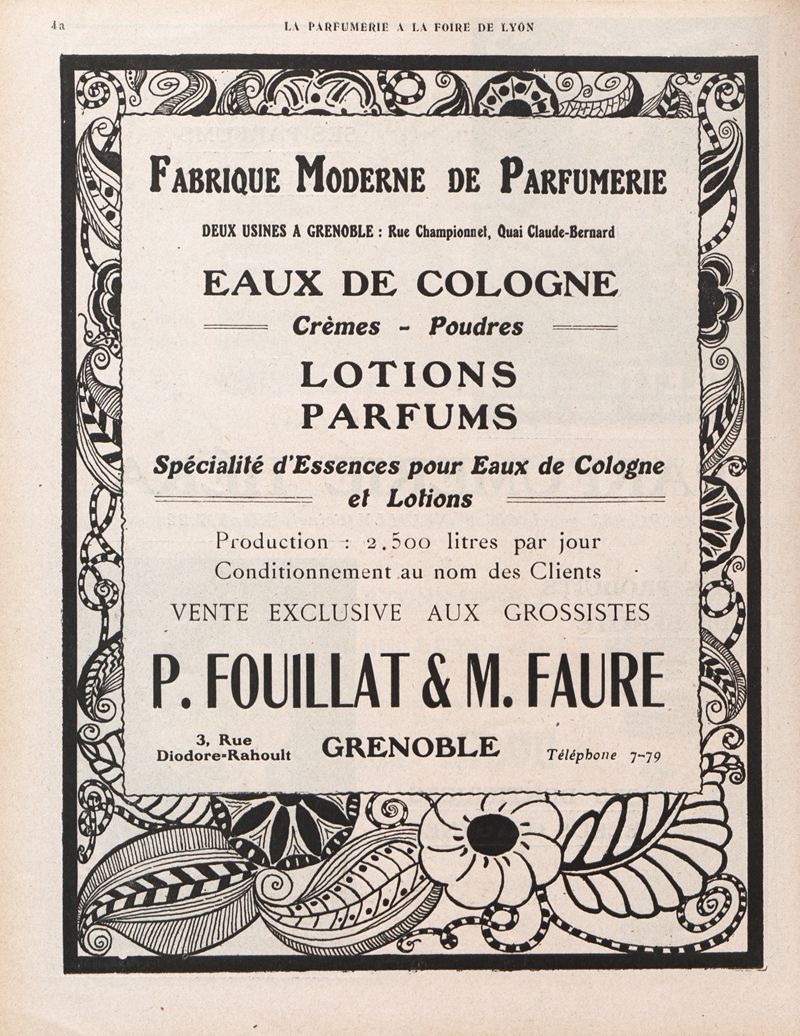 4a
LA PARFUMERIE A LA FOIRE DE LYON
FABRIQUE MODERNE DE PARFUMERIE
DEUX USINES A GRENOBLE : Rue Championnet, Quai Claude-Bernard
EAUX DE COLOGNE
Crèmes - Poudres
LOTIONS
PARFUMS
Spécialité d'Essences pour Eaux de Cologne
et Lotions
Production : 2.500 litres par jour
Conditionnement au nom des Clients
VENTE EXCLUSIVE AUX GROSSISTES
P. FOUILLAT & M. FAURE
3, Rue
Diodore-Rahoult
GRENOBLE
Téléphone 7-79